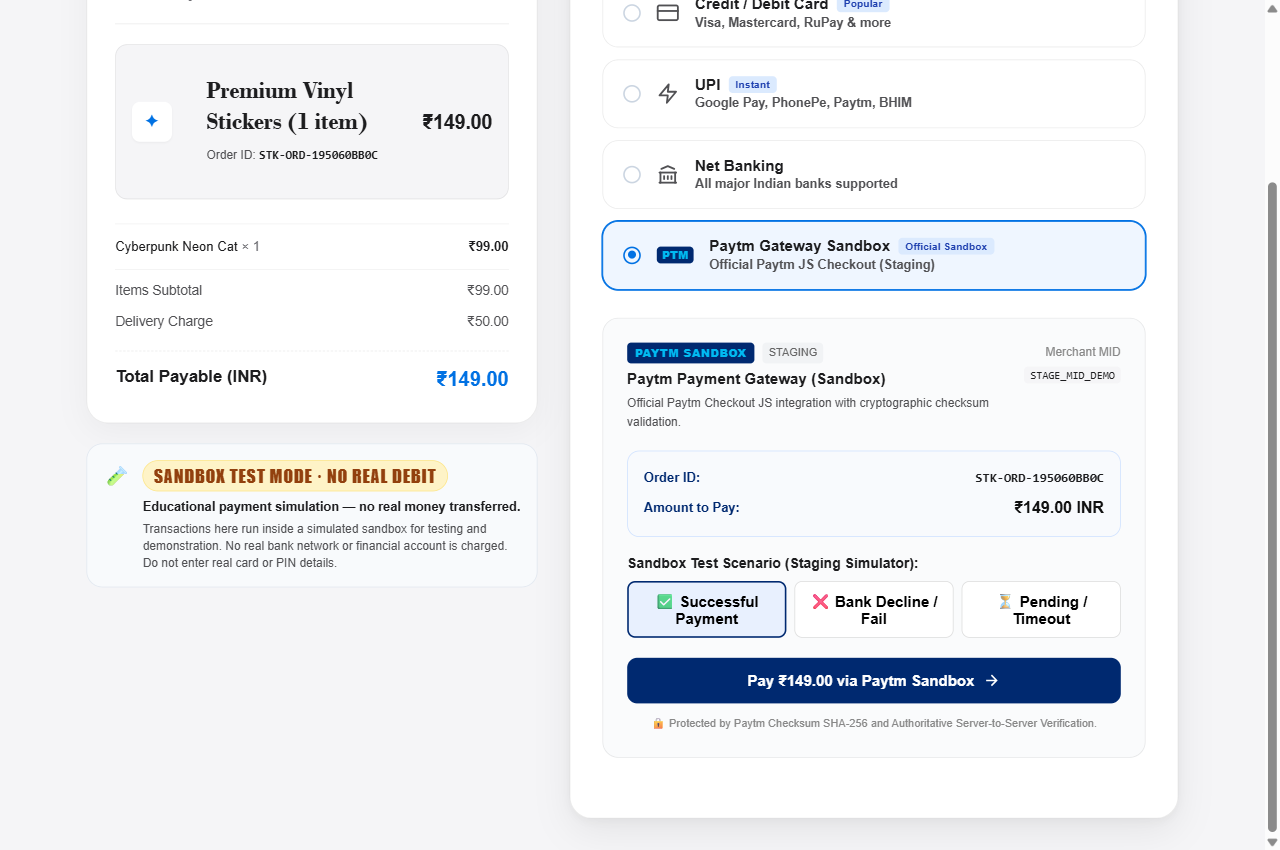 Premium Vinyl
Stickers (1 item)
₹149.00
Order ID: STK-ORD-195060BB0C
Cyberpunk Neon Cat × 1 ₹99.00
Items Subtotal ₹99.00
Delivery Charge ₹50.00
Total Payable (INR) ₹149.00
SANDBOX TEST MODE · NO REAL DEBIT
Educational payment simulation — no real money transferred.
Transactions here run inside a simulated sandbox for testing and
demonstration. No real bank network or financial account is charged.
Do not enter real card or PIN details.
Credit / Debit Card Popular
Visa, Mastercard, RuPay & more
UPI Instant
Google Pay, PhonePe, Paytm, BHIM
Net Banking
All major Indian banks supported
PTM
Paytm Gateway Sandbox Official Sandbox
Official Paytm JS Checkout (Staging)
PAYTM SANDBOX STAGING
Merchant MID
STAGE_MID_DEMO
Paytm Payment Gateway (Sandbox)
Official Paytm Checkout JS integration with cryptographic checksum
validation.
Order ID: STK-ORD-195060BB0C
Amount to Pay: ₹149.00 INR
Sandbox Test Scenario (Staging Simulator):
✅ Successful
Payment
❌ Bank Decline /
Fail
⏳ Pending /
Timeout
Pay ₹149.00 via Paytm Sandbox →
🔒 Protected by Paytm Checksum SHA-256 and Authoritative Server-to-Server Verification.